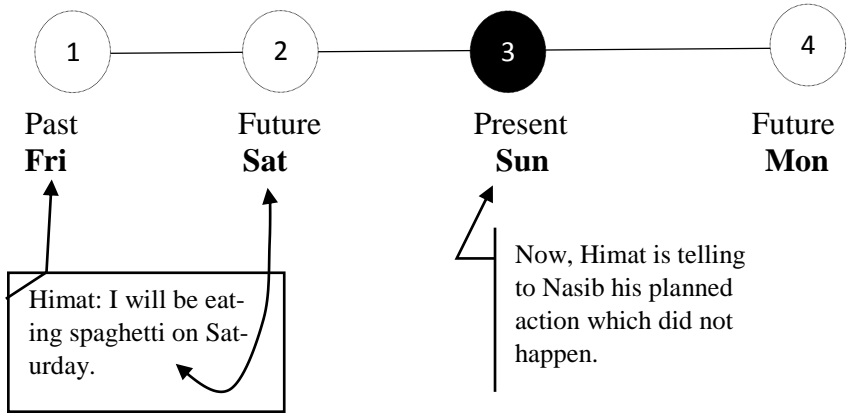 1 2 3 4
Past Future Present Future
Fri Sat Sun Mon
Himat: I will be eat-
ing spaghetti on Sat-
urday.
Now, Himat is telling
to Nasib his planned
action which did not
happen.